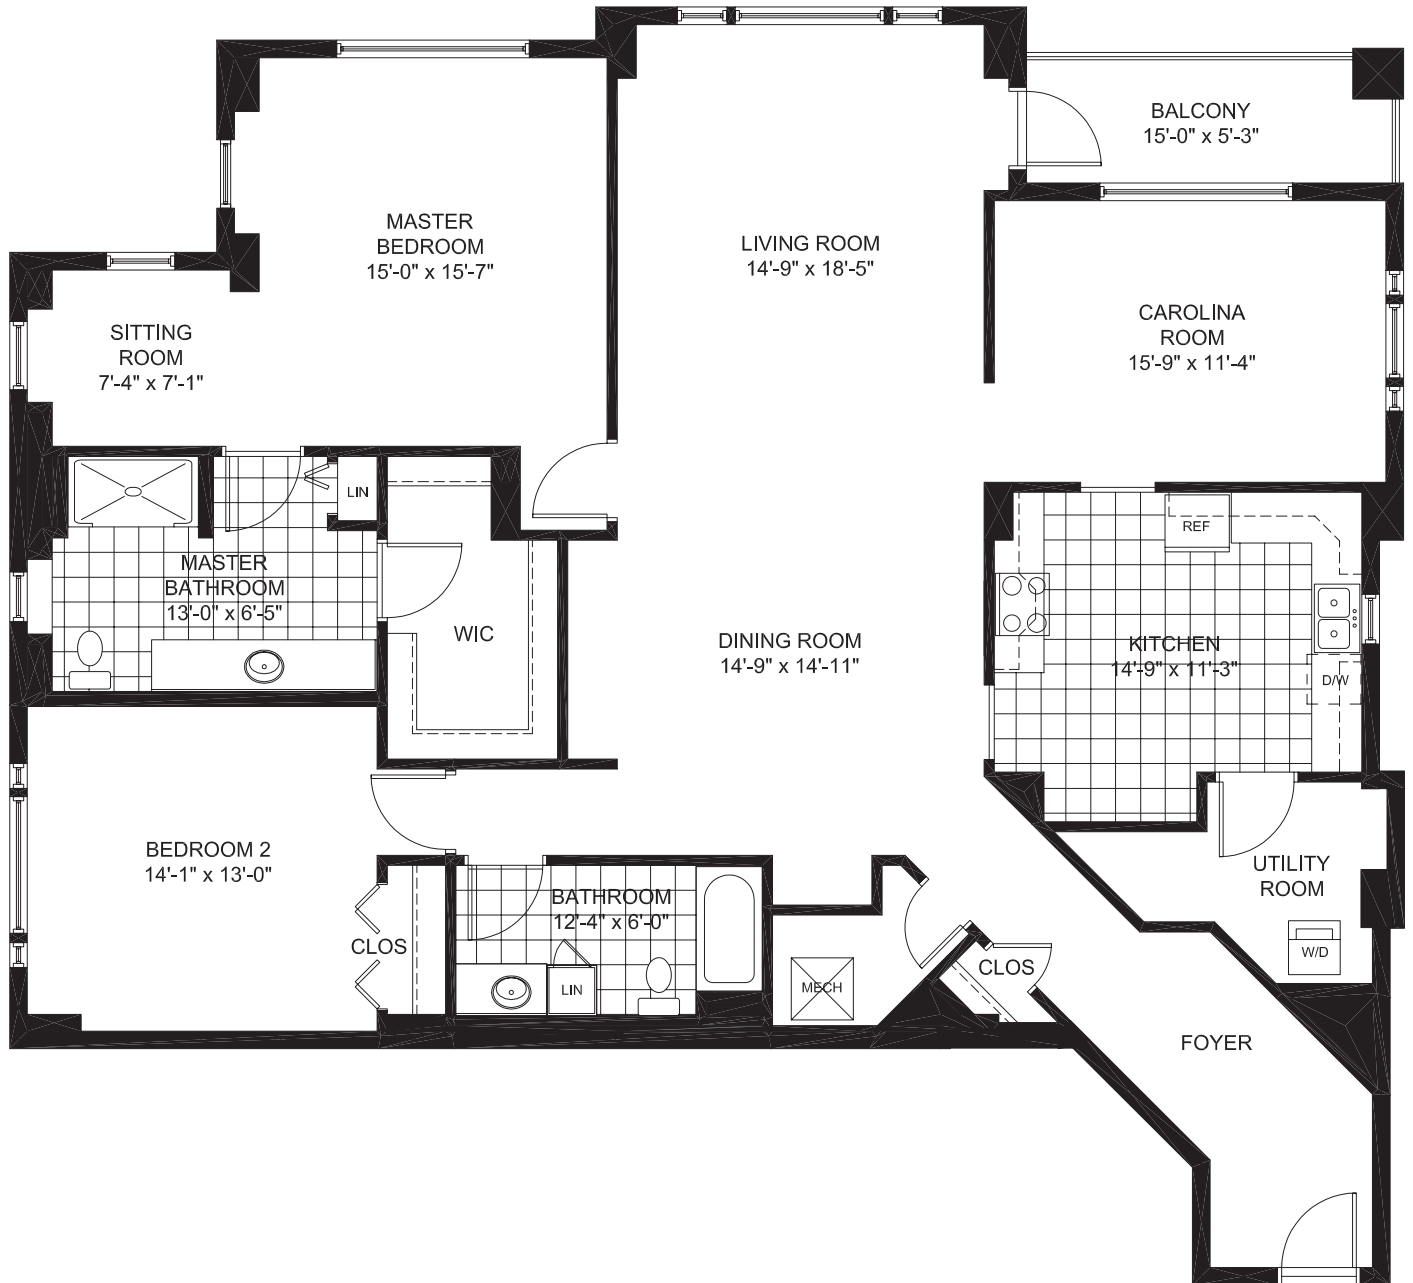 BALCONY
15'-0" x 5'-3"
MASTER
BEDROOM
15'-0" x 15'-7"
LIVING ROOM
14'-9" x 18'-5"
CAROLINA
ROOM
15'-9" x 11'-4"
SITTING
ROOM
7'-4" x 7'-1"
LIN
REF
MASTER
BATHROOM
13'-0" x 6'-5"
WIC
DINING ROOM
14'-9" x 14'-11"
KITCHEN
14'-9" x 11'-3"
D/W
BEDROOM 2
14'-1" x 13'-0"
UTILITY
ROOM
BATHROOM
12'-4" x 6'-0"
CLOS
W/D
CLOS
LIN
MECH
FOYER